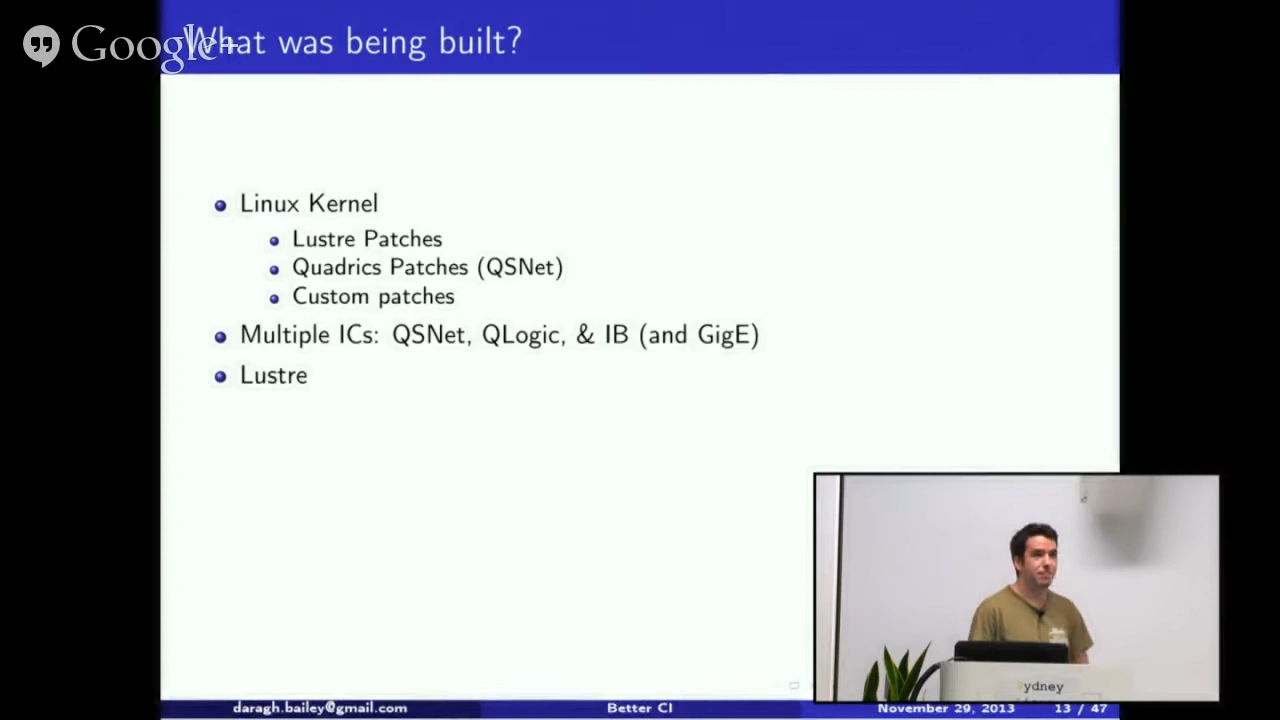 Google+
What was being built?
Linux Kernel
Lustre Patches
Quadrics Patches (QSNet)
Custom patches
Multiple ICs: QSNet, QLogic, & IB (and GigE)
Lustre
ydney
daragh.bailey@gmail.com Better CI November 29, 2013 13 / 47